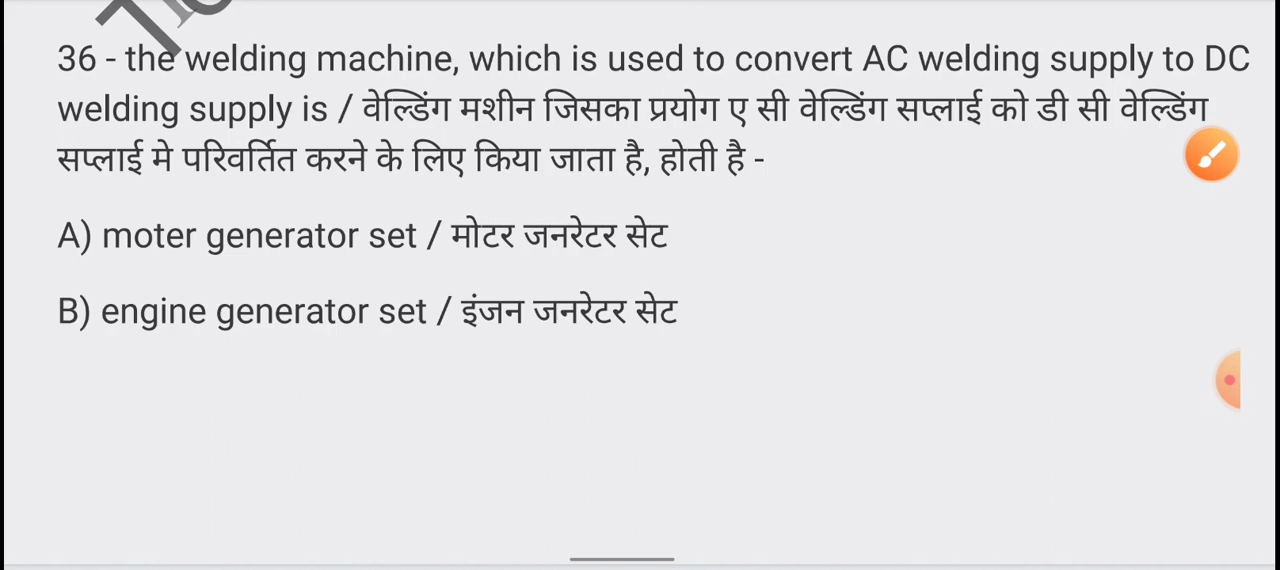 36 - the welding machine, which is used to convert AC welding supply to DC
welding supply is / वेल्डिंग मशीन जिसका प्रयोग ए सी वेल्डिंग सप्लाई को डी सी वेल्डिंग
सप्लाई मे परिवर्तित करने के लिए किया जाता है, होती है -
A) moter generator set / मोटर जनरेटर सेट
B) engine generator set / इंजन जनरेटर सेट